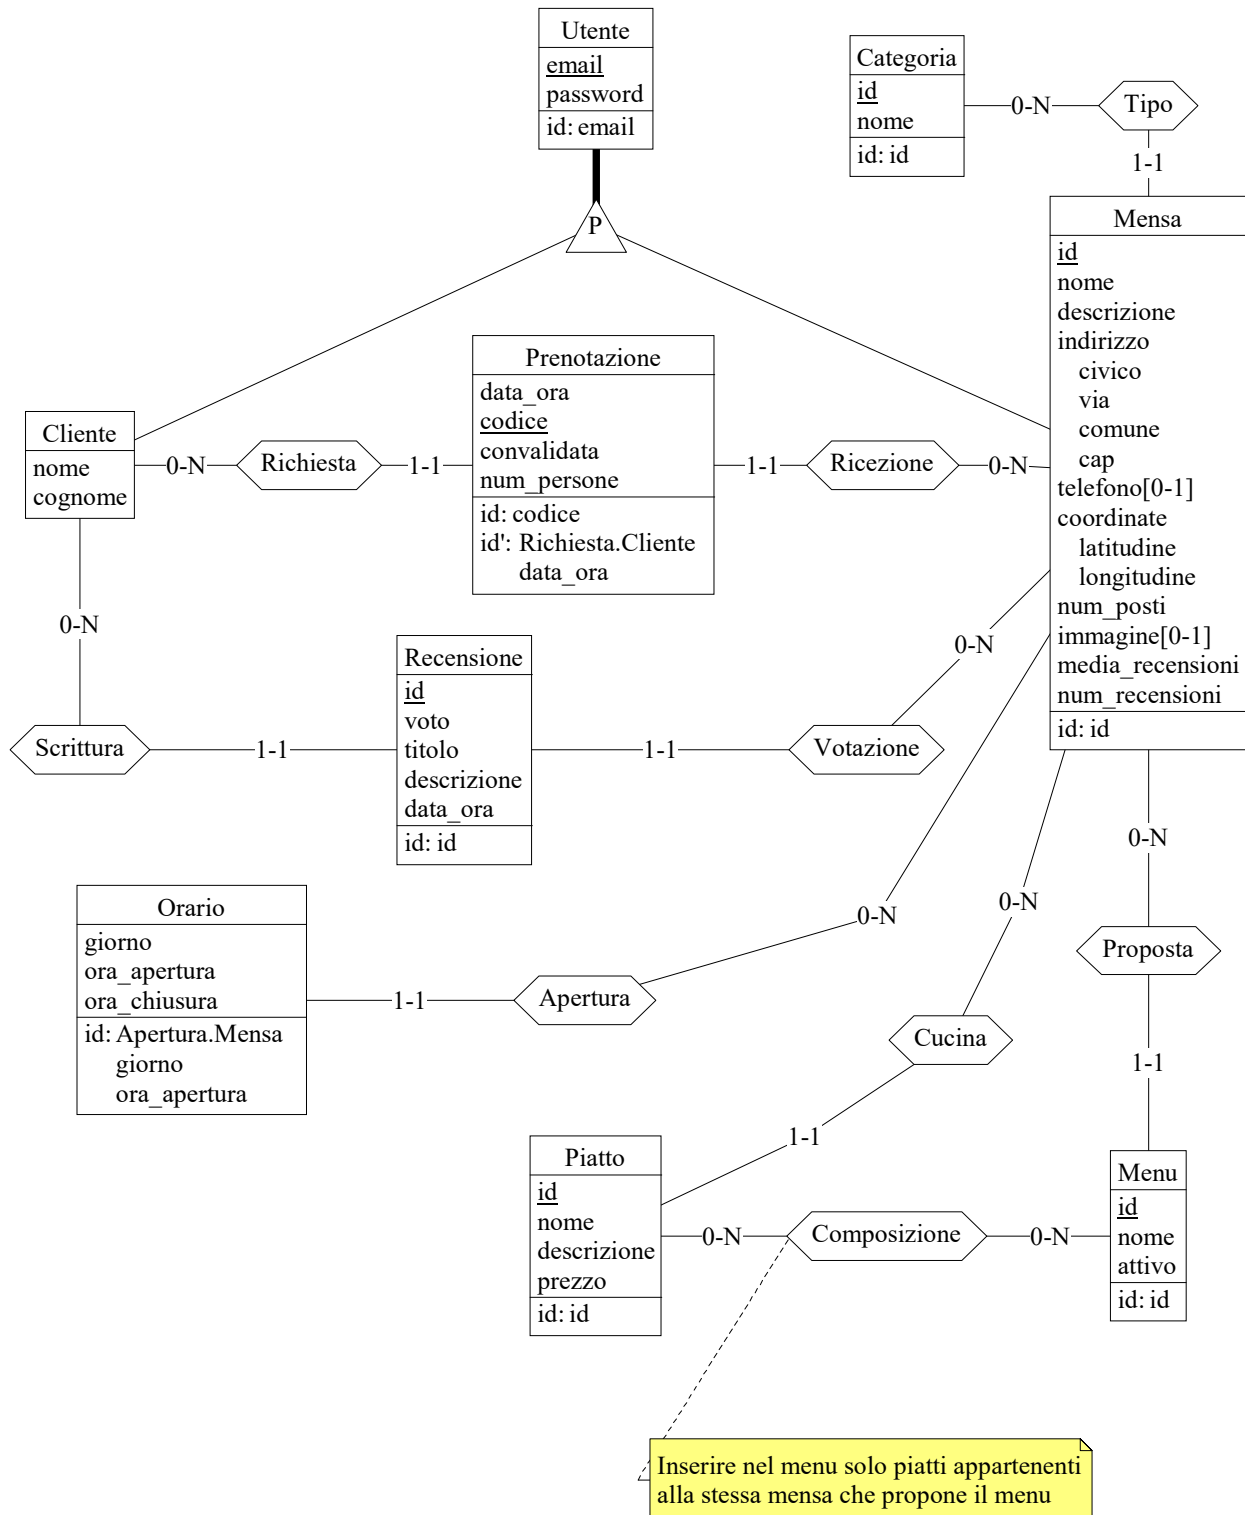 Utente
email
password
id: email
Categoria
id
nome
id: id
0-N
Tipo
1-1
P
Mensa
id
nome
descrizione
indirizzo
civico
via
comune
cap
telefono[0-1]
coordinate
latitudine
longitudine
num_posti
immagine[0-1]
media_recensioni
num_recensioni
id: id
Cliente
nome
cognome
0-N
Richiesta
1-1
Prenotazione
data_ora
codice
convalidata
num_persone
id: codice
id': Richiesta.Cliente
data_ora
1-1
Ricezione
0-N
0-N
Scrittura
1-1
Recensione
id
voto
titolo
descrizione
data_ora
id: id
1-1
Votazione
0-N
Orario
giorno
ora_apertura
ora_chiusura
id: Apertura.Mensa
giorno
ora_apertura
1-1
Apertura
0-N
0-N
Cucina
1-1
0-N
Proposta
1-1
Piatto
id
nome
descrizione
prezzo
id: id
0-N
Composizione
0-N
Menu
id
nome
attivo
id: id
Inserire nel menu solo piatti appartenenti
alla stessa mensa che propone il menu